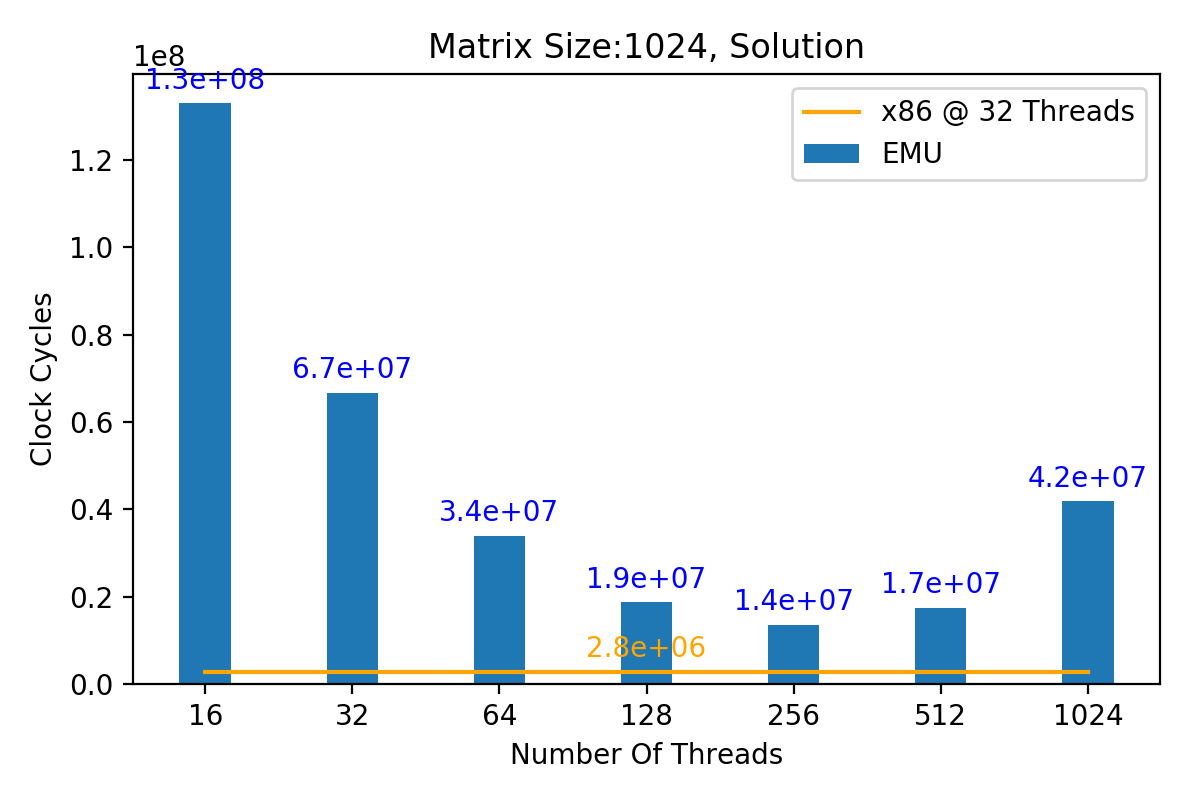 Matrix Size:1024, Solution
1e8
1.3e+08
x86 @ 32 Threads
EMU
1.2
1.0
0.8
0.6
0.4
0.2
0.0
Clock Cycles
6.7e+07
3.4e+07
1.9e+07
1.4e+07
1.7e+07
4.2e+07
2.8e+06
16 32 64 128 256 512 1024
Number Of Threads